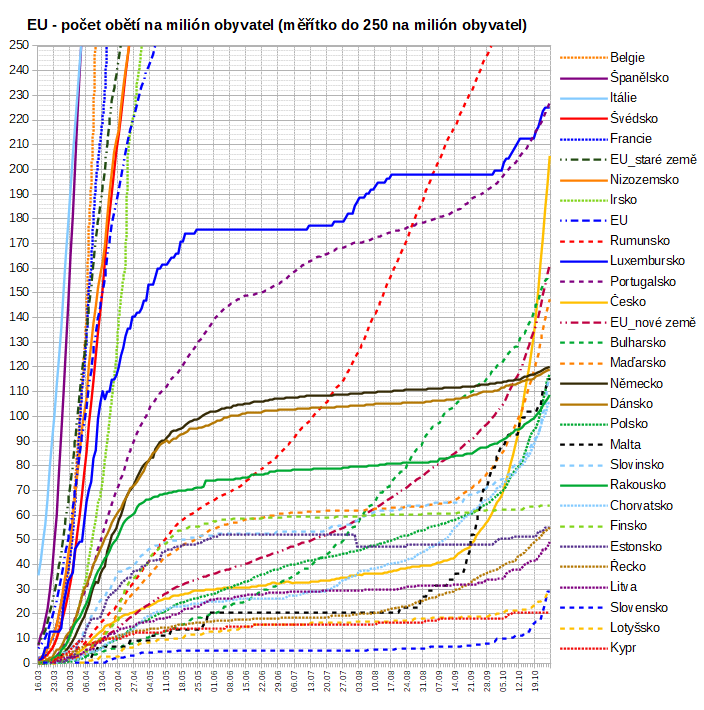 EU - počet obětí na milión obyvatel (měřítko do 250 na milión obyvatel)
250
240
230
220
210
200
190
180
170
160
150
140
130
120
110
100
90
80
70
60
50
40
30
20
10
0
16.03
23.03
30.03
06.04
13.04
20.04
27.04
04.05
11.05
18.05
25.05
01.06
08.06
15.06
22.06
29.06
06.07
13.07
20.07
27.07
03.08
10.08
17.08
24.08
31.08
07.09
14.09
21.09
28.09
05.10
12.10
19.10
Belgie
Španělsko
Itálie
Švédsko
Francie
EU_staré země
Nizozemsko
Irsko
EU
Rumunsko
Luxembursko
Portugalsko
Česko
EU_nové země
Bulharsko
Maďarsko
Německo
Dánsko
Polsko
Malta
Slovinsko
Rakousko
Chorvatsko
Finsko
Estonsko
Řecko
Litva
Slovensko
Lotyšsko
Kypr